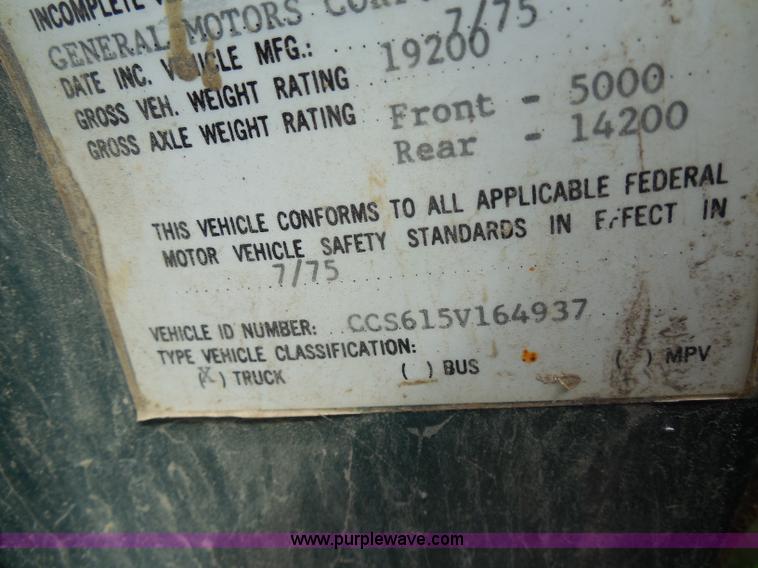 INCOMPLETE
GENERAL MOTORS
DATE INC. VEHICLE MFG.: 7/75
GROSS VEH. WEIGHT RATING 19200
GROSS AXLE WEIGHT RATING Front - 5000
Rear - 14200
THIS VEHICLE CONFORMS TO ALL APPLICABLE FEDERAL
MOTOR VEHICLE SAFETY STANDARDS IN EFFECT IN
7/75
VEHICLE ID NUMBER: CCS615V164937
TYPE VEHICLE CLASSIFICATION:
(X) TRUCK ( ) BUS ( ) MPV
www.purplewave.com